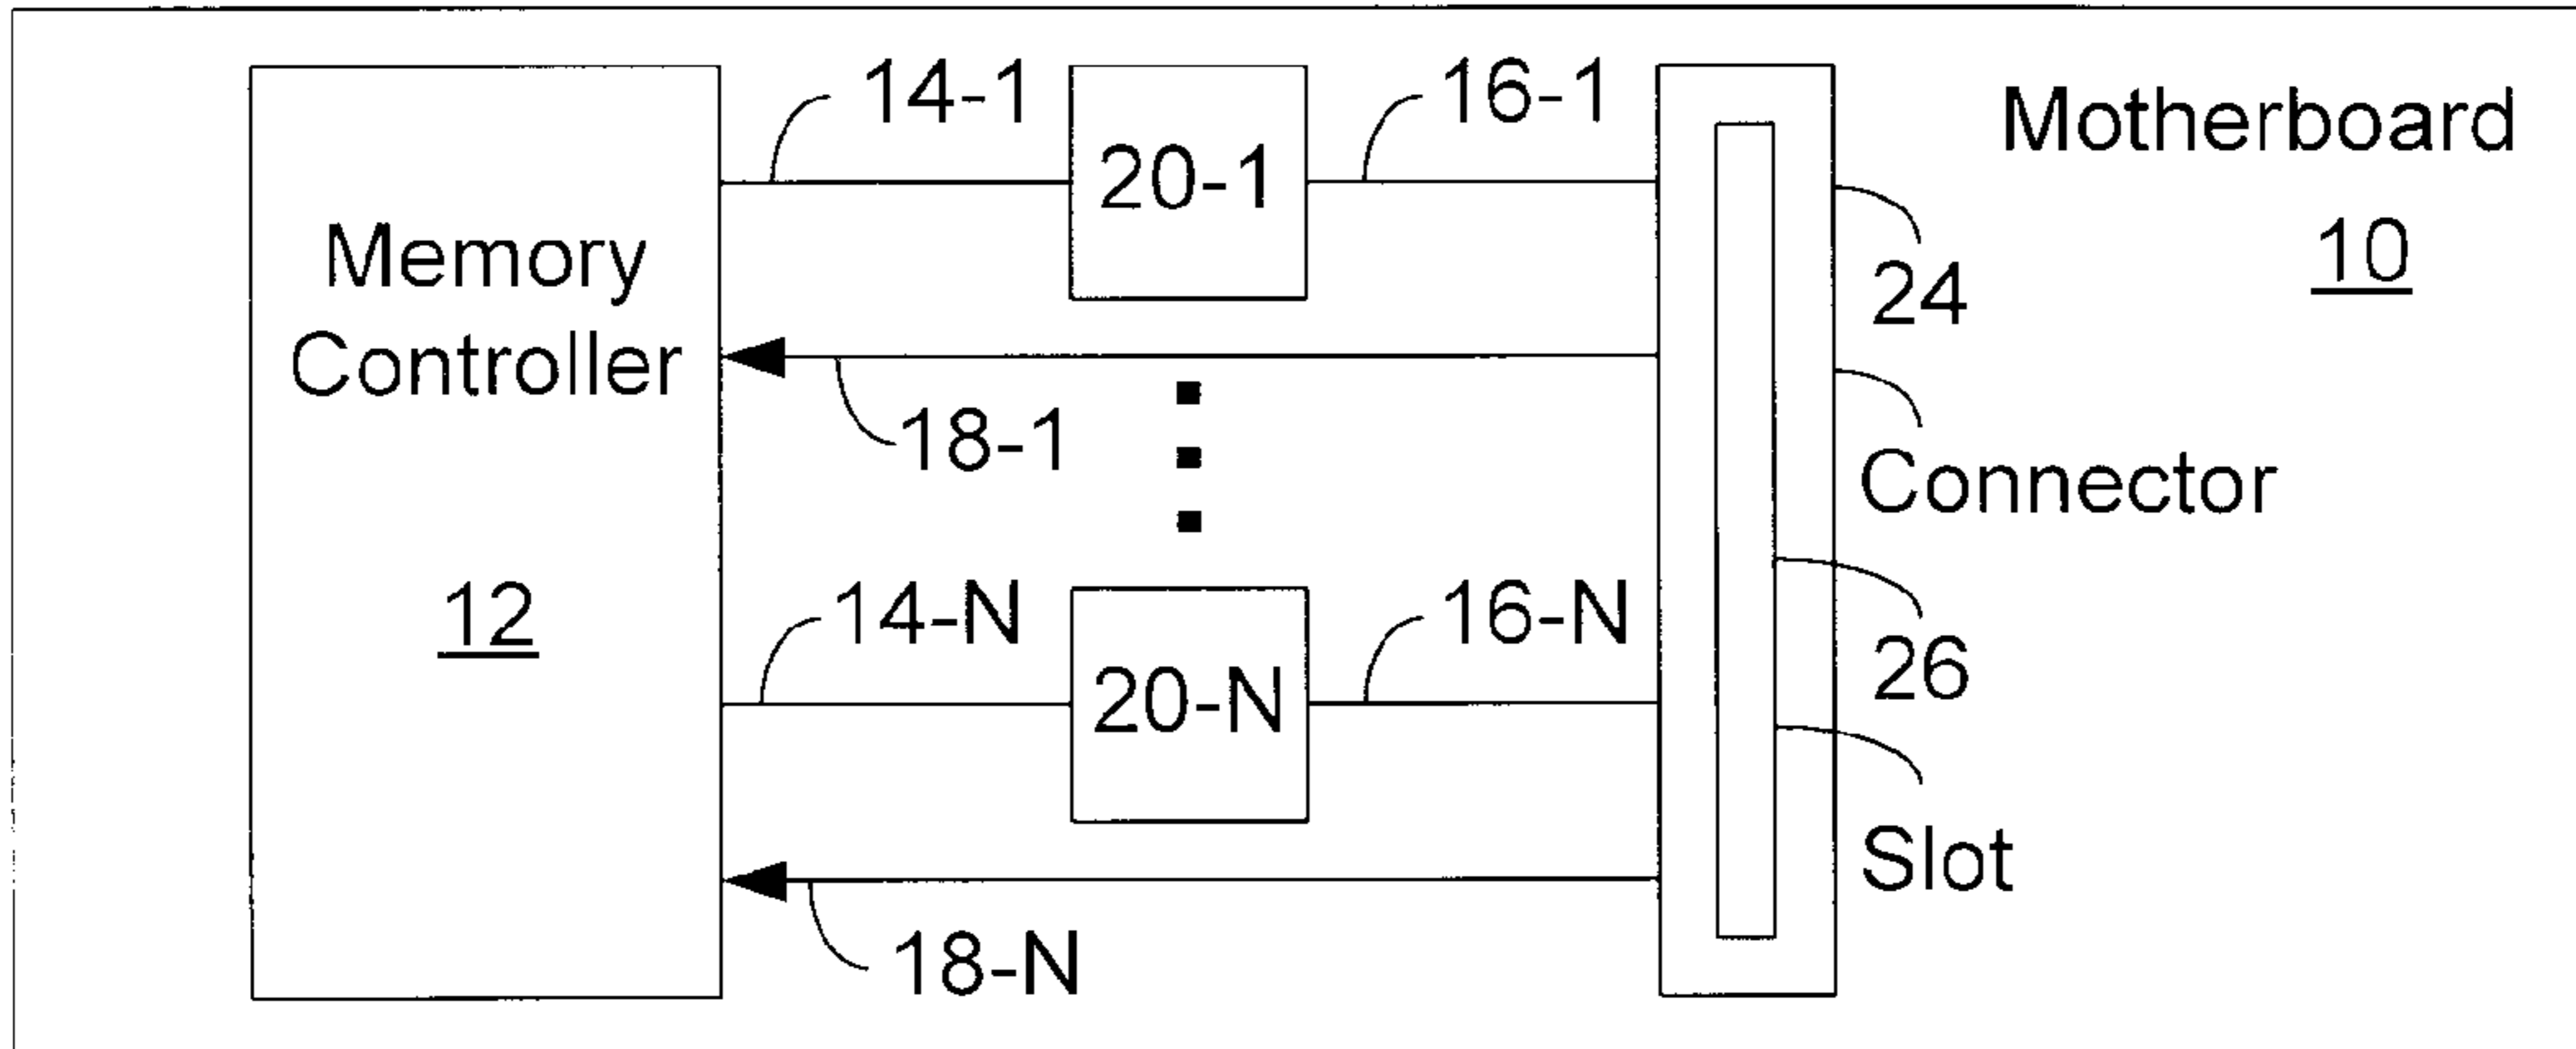 14-1
20-1
16-1
Motherboard
10
Memory
Controller
12
24
18-1
Connector
14-N
20-N
16-N
26
18-N
Slot